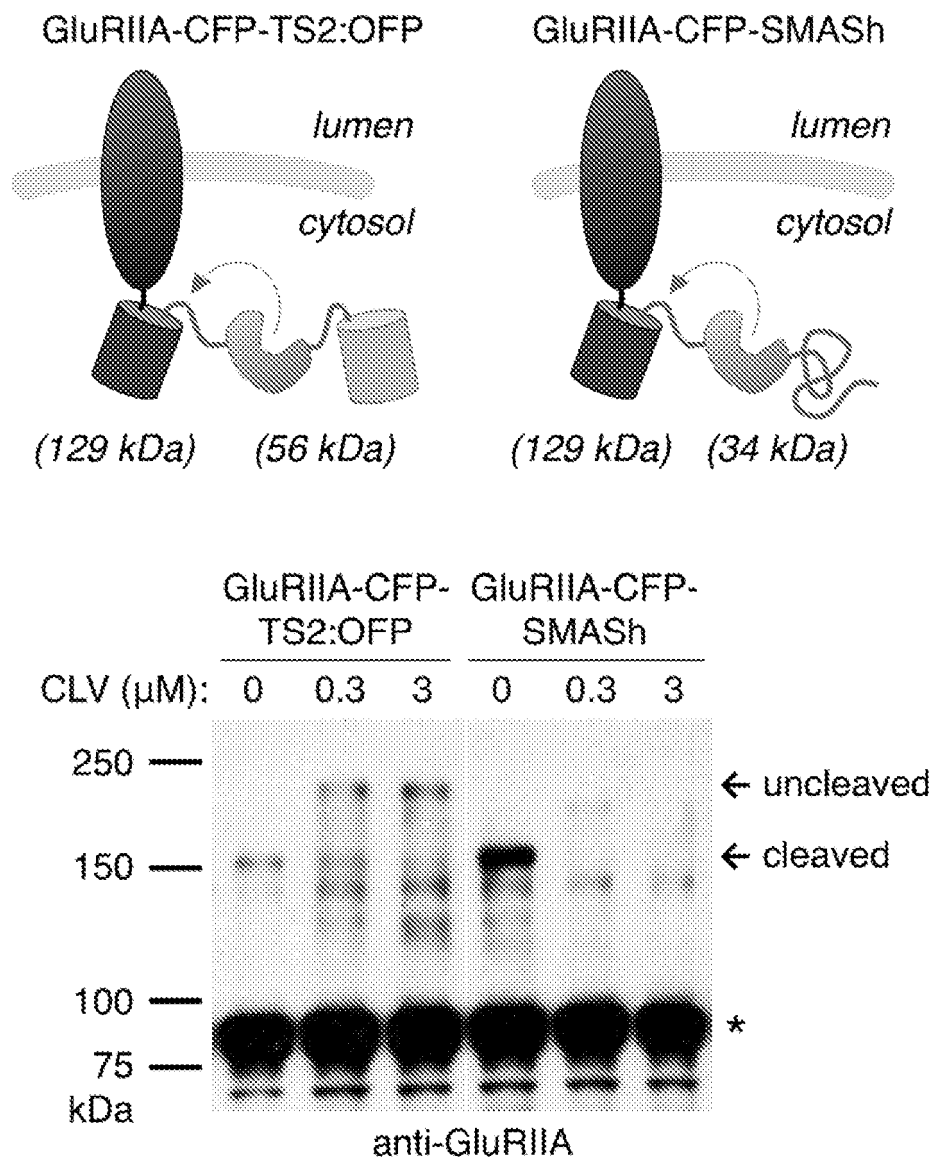 GluRIIA-CFP-TS2:OFP GluRIIA-CFP-SMASh
lumen lumen
cytosol cytosol
(129 kDa) (56 kDa) (129 kDa) (34 kDa)
GluRIIA-CFP- GluRIIA-CFP-
TS2:OFP SMASh
CLV (µM): 0 0.3 3 0 0.3 3
250
← uncleaved
150 ← cleaved
100
*
75
kDa
anti-GluRIIA